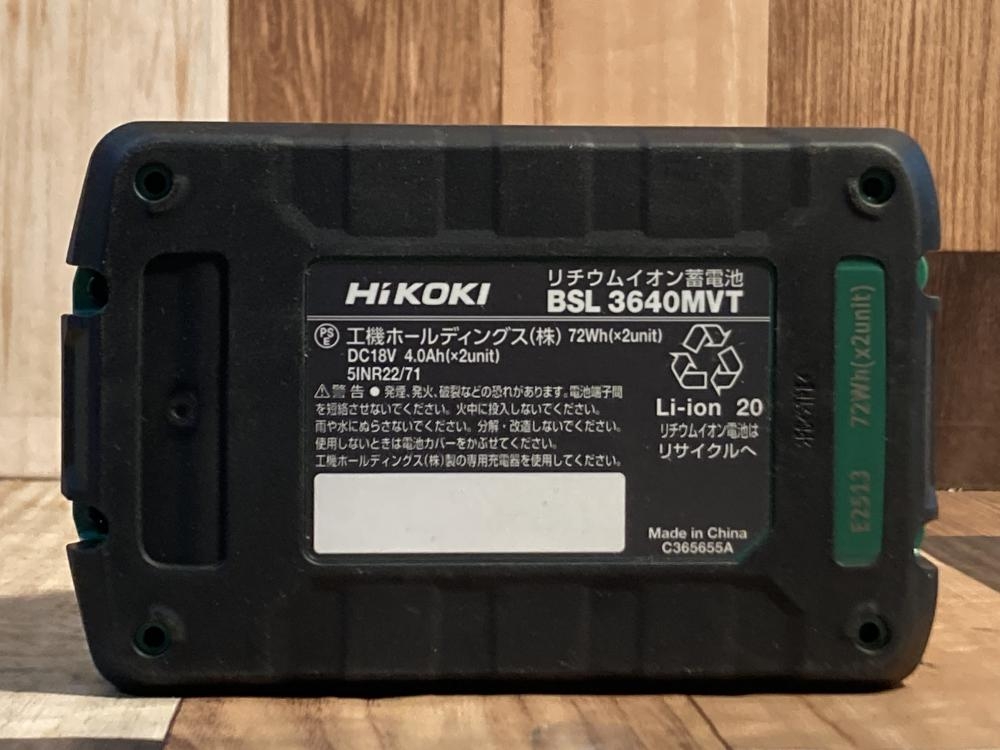 HiKOKI
リチウムイオン蓄電池
BSL 3640MVT
PS E 工機ホールディングス(株) 72Wh(×2unit)
DC18V 4.0Ah(×2unit)
5INR22/71
⚠警告 ●発煙、発火、破裂などの恐れがあります。電池端子間
を短絡させないでください。火中に投入しないでください。
雨や水にぬらさないでください。分解・改造しないでください。
使用しないときは電池カバーをかぶせてください。
工機ホールディングス(株)製の専用充電器を使用してください。
Li-ion 20
リチウムイオン電池は
リサイクルへ
Made in China
C365655A
E2513 72Wh(x2unit)